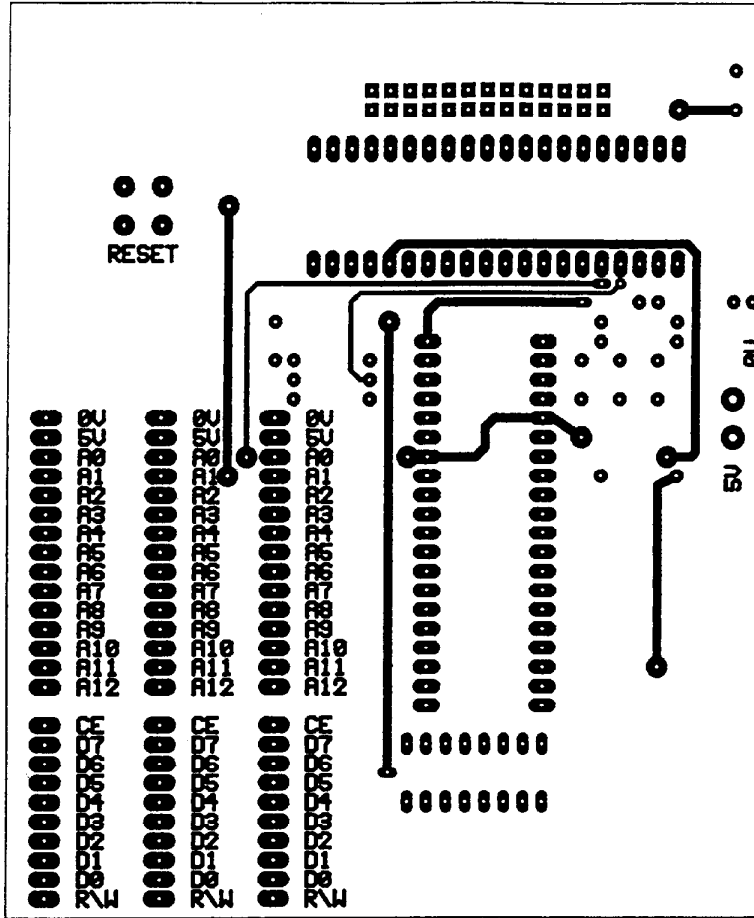 RESET
0V
5V
0V 0V 0V
5V 5V 5V
A0 A0 A0
A1 A1 A1
A2 A2 A2
A3 A3 A3
A4 A4 A4
A5 A5 A5
A6 A6 A6
A7 A7 A7
A8 A8 A8
A9 A9 A9
A10 A10 A10
A11 A11 A11
A12 A12 A12
CE CE CE
D7 D7 D7
D6 D6 D6
D5 D5 D5
D4 D4 D4
D3 D3 D3
D2 D2 D2
D1 D1 D1
D0 D0 D0
R\W R\W R\W